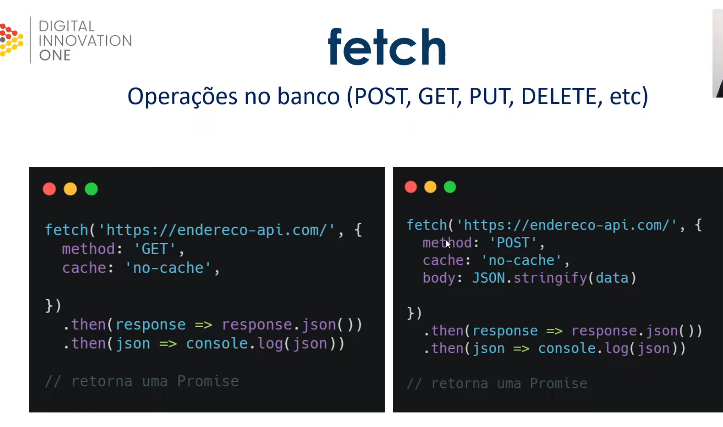 DIGITAL
INNOVATION
ONE
fetch
Operações no banco (POST, GET, PUT, DELETE, etc)
fetch('https://endereco-api.com/', {
  method: 'GET',
  cache: 'no-cache',
})
  .then(response => response.json())
  .then(json => console.log(json))
// retorna uma Promise
fetch('https://endereco-api.com/', {
  method: 'POST',
  cache: 'no-cache',
  body: JSON.stringify(data)
})
  .then(response => response.json())
  .then(json => console.log(json))
// retorna uma Promise